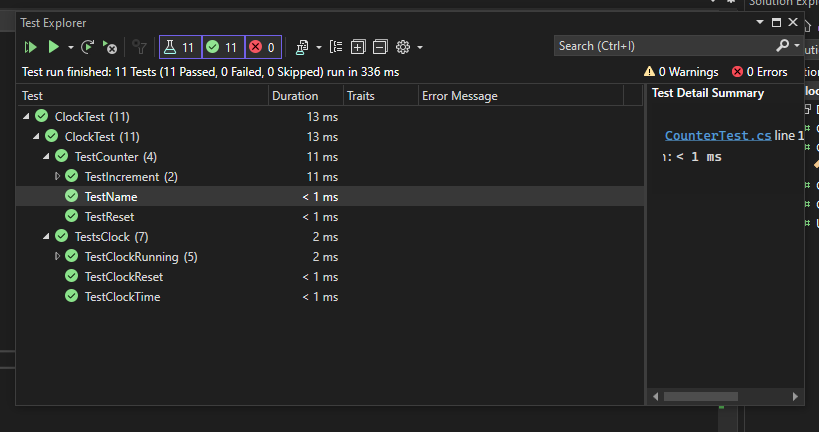 Solution Explo
Test Explorer
11 11 0
Search (Ctrl+I)
Test run finished: 11 Tests (11 Passed, 0 Failed, 0 Skipped) run in 336 ms
0 Warnings 0 Errors
Test Duration Traits Error Message
Test Detail Summary
ClockTest (11) 13 ms
ClockTest (11) 13 ms
CounterTest.cs line 1
TestCounter (4) 11 ms
: < 1 ms
TestIncrement (2) 11 ms
TestName < 1 ms
TestReset < 1 ms
TestsClock (7) 2 ms
TestClockRunning (5) 2 ms
TestClockReset < 1 ms
TestClockTime < 1 ms